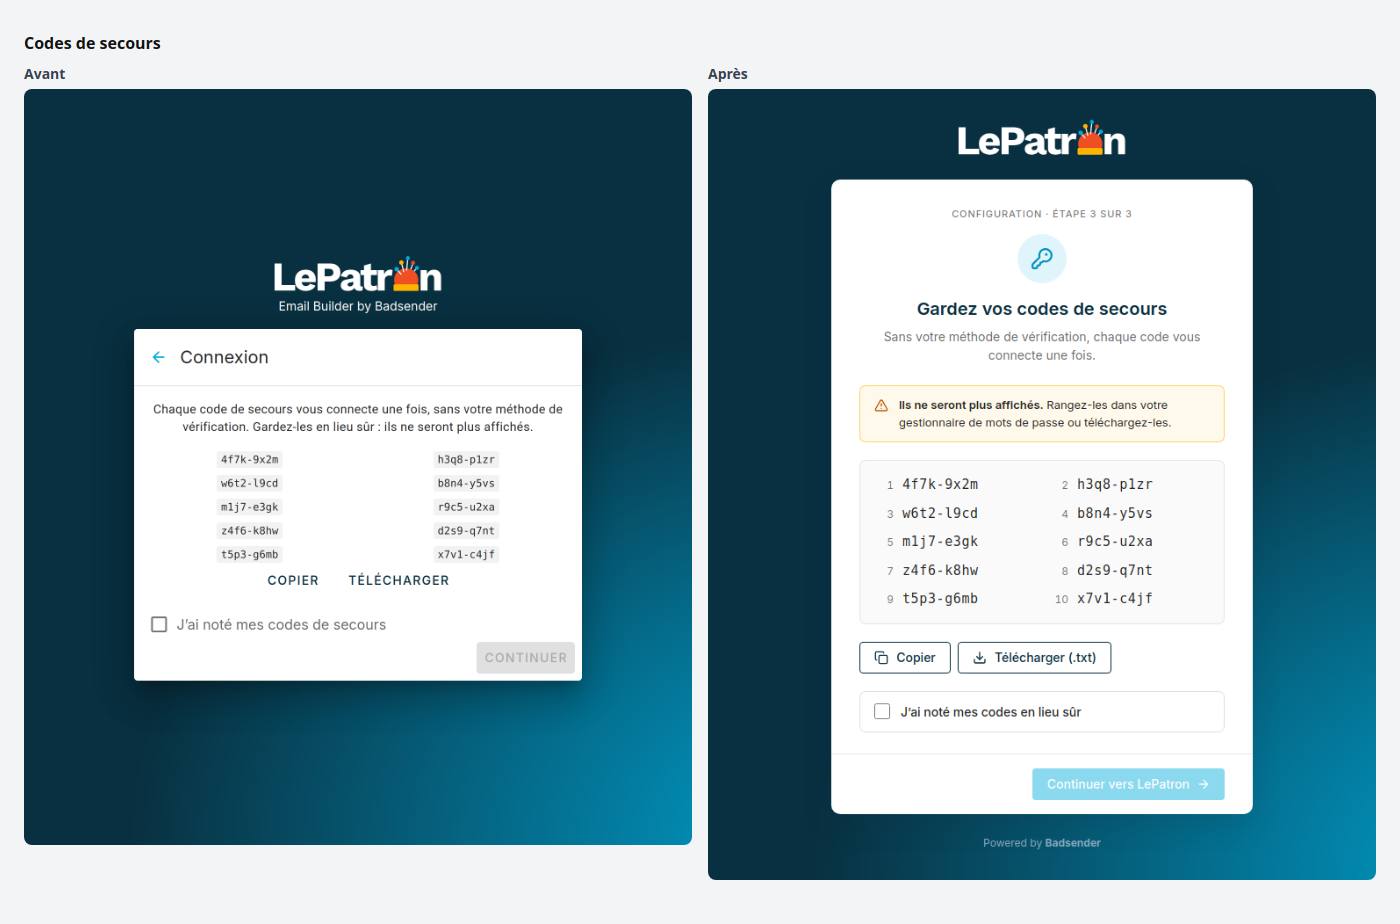 Codes de secours
Avant
LePatron
Email Builder by Badsender
Connexion
Chaque code de secours vous connecte une fois, sans votre méthode de
vérification. Gardez-les en lieu sûr : ils ne seront plus affichés.
4f7k-9x2m h3q8-p1zr
w6t2-l9cd b8n4-y5vs
m1j7-e3gk r9c5-u2xa
z4f6-k8hw d2s9-q7nt
t5p3-g6mb x7v1-c4jf
COPIER TÉLÉCHARGER
J'ai noté mes codes de secours
CONTINUER
Après
LePatron
CONFIGURATION · ÉTAPE 3 SUR 3
Gardez vos codes de secours
Sans votre méthode de vérification, chaque code vous
connecte une fois.
Ils ne seront plus affichés. Rangez-les dans votre
gestionnaire de mots de passe ou téléchargez-les.
1 4f7k-9x2m 2 h3q8-p1zr
3 w6t2-l9cd 4 b8n4-y5vs
5 m1j7-e3gk 6 r9c5-u2xa
7 z4f6-k8hw 8 d2s9-q7nt
9 t5p3-g6mb 10 x7v1-c4jf
Copier Télécharger (.txt)
J'ai noté mes codes en lieu sûr
Continuer vers LePatron
Powered by Badsender